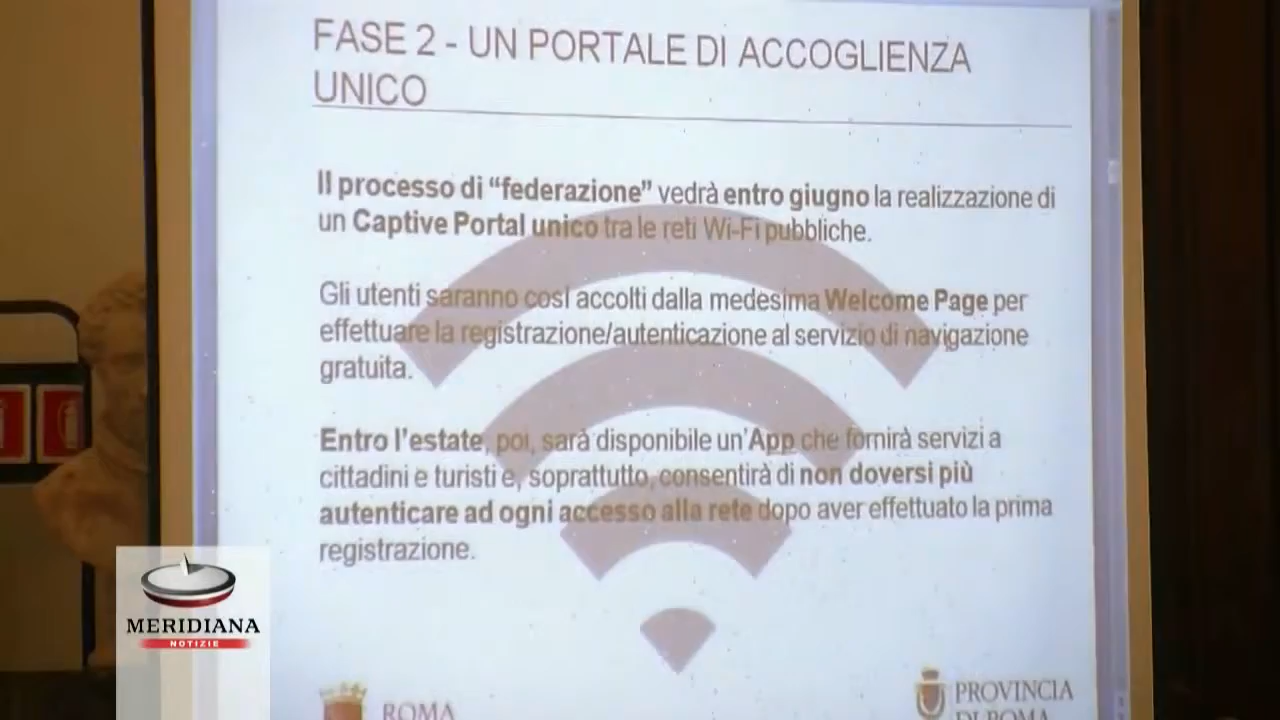 FASE 2 - UN PORTALE DI ACCOGLIENZA
UNICO
Il processo di “federazione” vedrà entro giugno la realizzazione di
un Captive Portal unico tra le reti Wi-Fi pubbliche.
Gli utenti saranno così accolti dalla medesima Welcome Page per
effettuare la registrazione/autenticazione al servizio di navigazione
gratuita.
Entro l’estate, poi, sarà disponibile un’App che fornirà servizi a
cittadini e turisti e, soprattutto, consentirà di non doversi più
autenticare ad ogni accesso alla rete dopo aver effettuato la prima
registrazione.
MERIDIANA
NOTIZIE
ROMA
PROVINCIA
DI ROMA